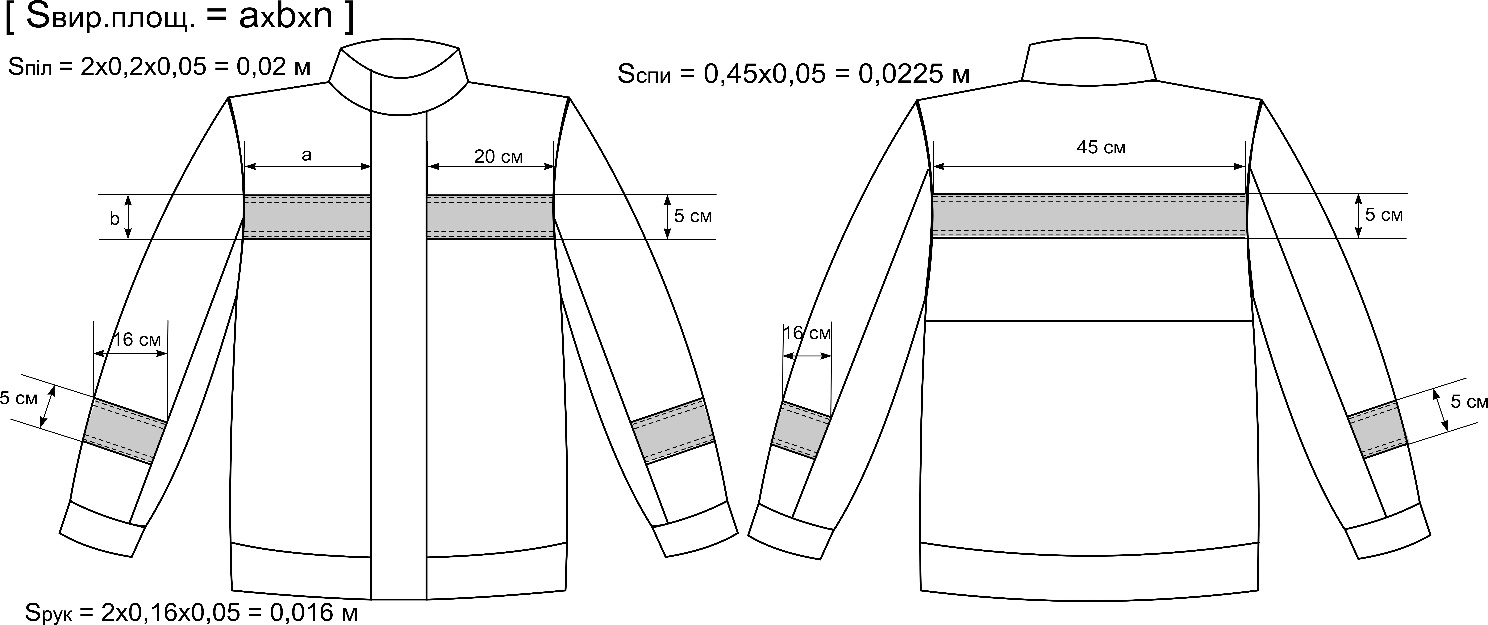 [ Sвир.площ. = axbxn ]
Sпіл = 2x0,2x0,05 = 0,02 м
Sспи = 0,45x0,05 = 0,0225 м
a
20 см
45 см
b
5 см
5 см
16 см
16 см
5 см
5 см
Sрук = 2x0,16x0,05 = 0,016 м